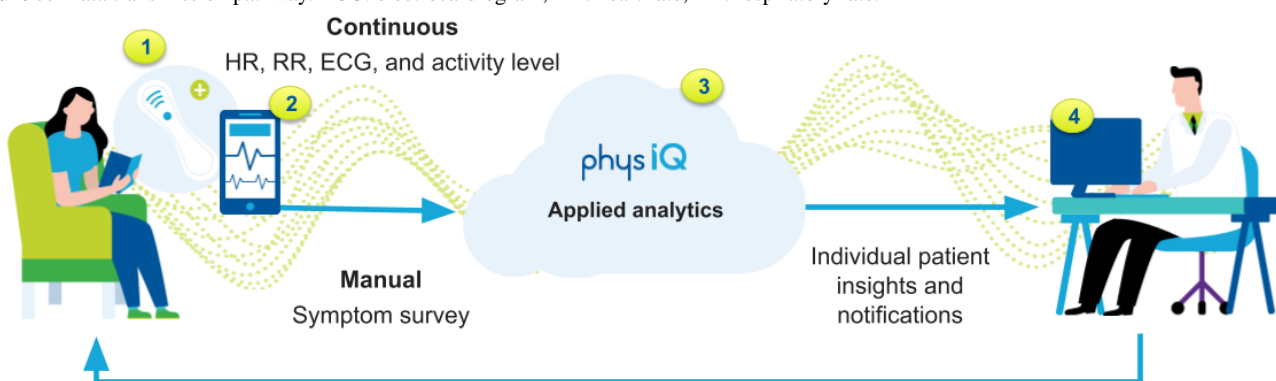 Continuous
1
HR, RR, ECG, and activity level
2
3
4
physIQ
Applied analytics
Manual
Symptom survey
Individual patient
insights and
notifications